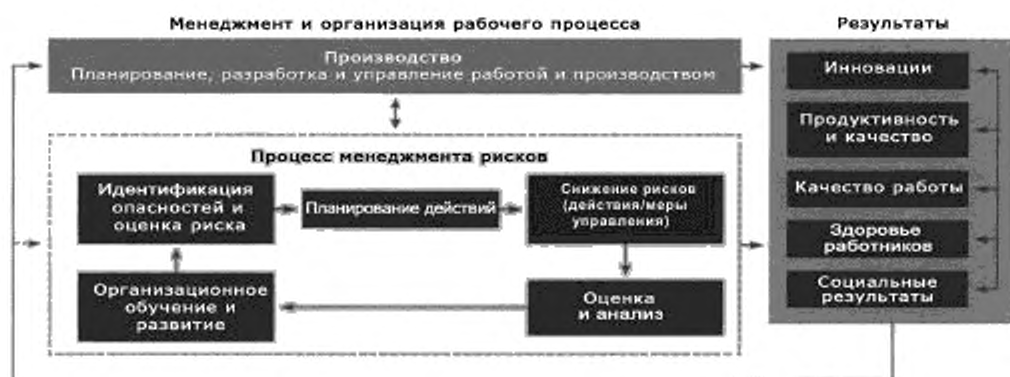 Менеджмент и организация рабочего процесса
Результаты
Производство
Планирование, разработка и управление работой и производством
Процесс менеджмента рисков
Идентификация
опасностей и
оценка риска
Планирование действий
Снижение рисков
(действия/меры
управления)
Организационное
обучение и
развитие
Оценка
и анализ
Инновации
Продуктивность
и качество
Качество работы
Здоровье
работников
Социальные
результаты